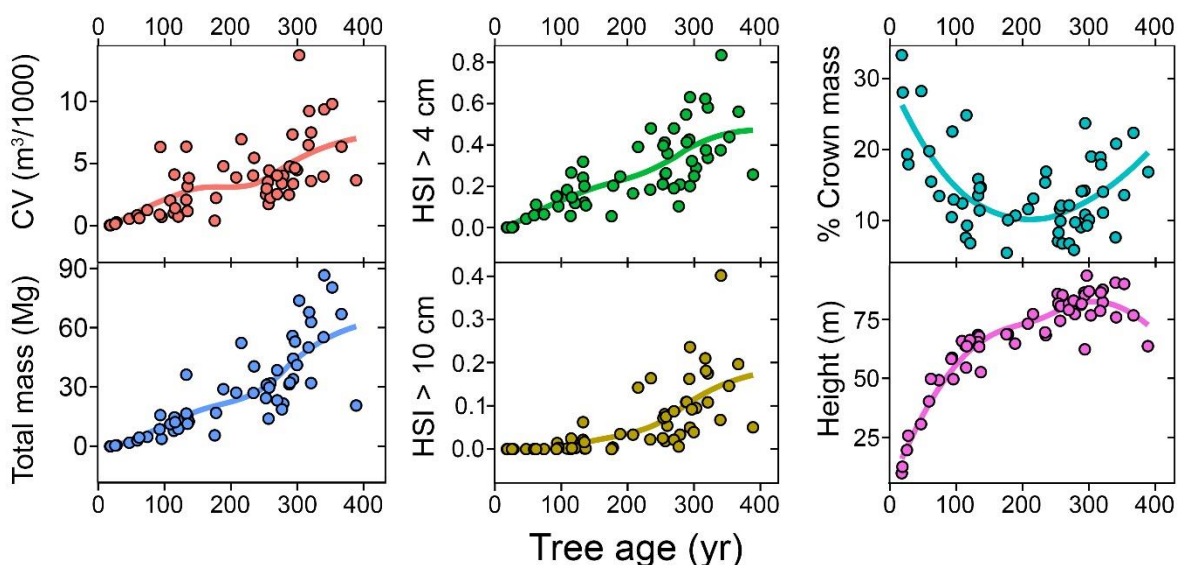 0 100 200 300 400
0 100 200 300 400
0 100 200 300 400
CV (m³/1000)
10
5
0
HSI > 4 cm
0.8
0.6
0.4
0.2
0.0
% Crown mass
30
20
10
Total mass (Mg)
90
60
30
0
HSI > 10 cm
0.4
0.3
0.2
0.1
0.0
Height (m)
75
50
25
0 100 200 300 400
0 100 200 300 400
0 100 200 300 400
Tree age (yr)